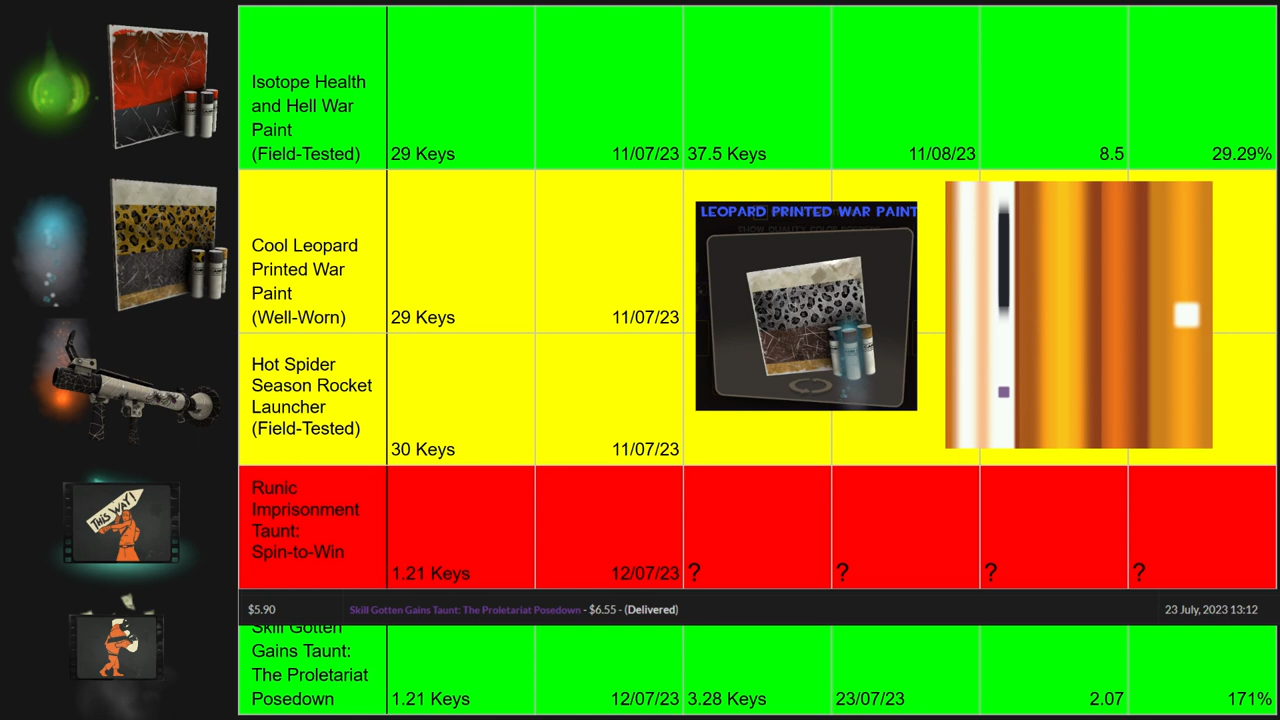 Isotope Health
and Hell War
Paint
(Field-Tested)
29 Keys
11/07/23
37.5 Keys
11/08/23
8.5
29.29%
Cool Leopard
Printed War
Paint
(Well-Worn)
29 Keys
11/07/23
LEOPARD PRINTED WAR PAINT
Hot Spider
Season Rocket
Launcher
(Field-Tested)
30 Keys
11/07/23
THIS WAY!
Runic
Imprisonment
Taunt:
Spin-to-Win
1.21 Keys
12/07/23
?
?
?
?
$5.90
Skill Gotten Gains Taunt: The Proletariat Posedown - $6.55 - (Delivered)
23 July, 2023 13:12
Skill Gotten
Gains Taunt:
The Proletariat
Posedown
1.21 Keys
12/07/23
3.28 Keys
23/07/23
2.07
171%